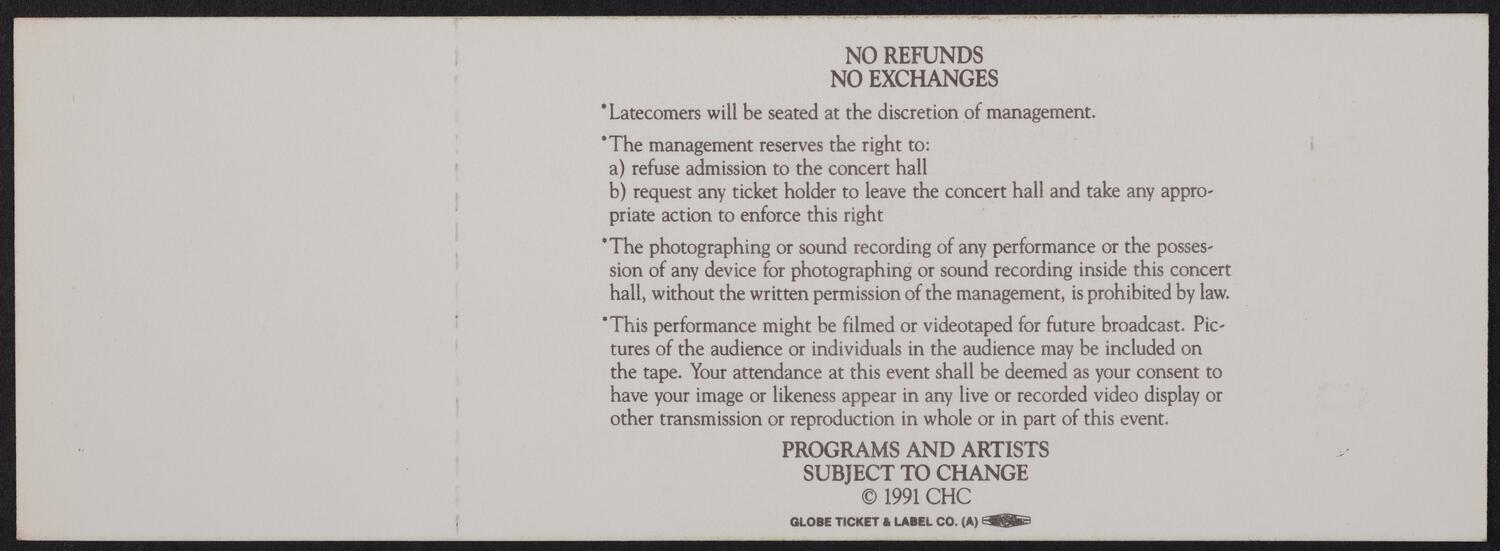 NO REFUNDS
NO EXCHANGES
•Latecomers will be seated at the discretion of management.
•The management reserves the right to:
a) refuse admission to the concert hall
b) request any ticket holder to leave the concert hall and take any appro-
priate action to enforce this right
•The photographing or sound recording of any performance or the posses-
sion of any device for photographing or sound recording inside this concert
hall, without the written permission of the management, is prohibited by law.
•This performance might be filmed or videotaped for future broadcast. Pic-
tures of the audience or individuals in the audience may be included on
the tape. Your attendance at this event shall be deemed as your consent to
have your image or likeness appear in any live or recorded video display or
other transmission or reproduction in whole or in part of this event.
PROGRAMS AND ARTISTS
SUBJECT TO CHANGE
© 1991 CHC
GLOBE TICKET & LABEL CO. (A)